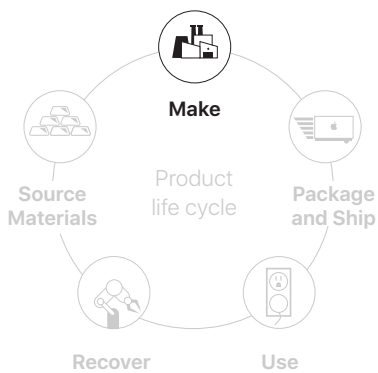 Make
Source
Materials
Product
life cycle
Package
and Ship
Recover
Use